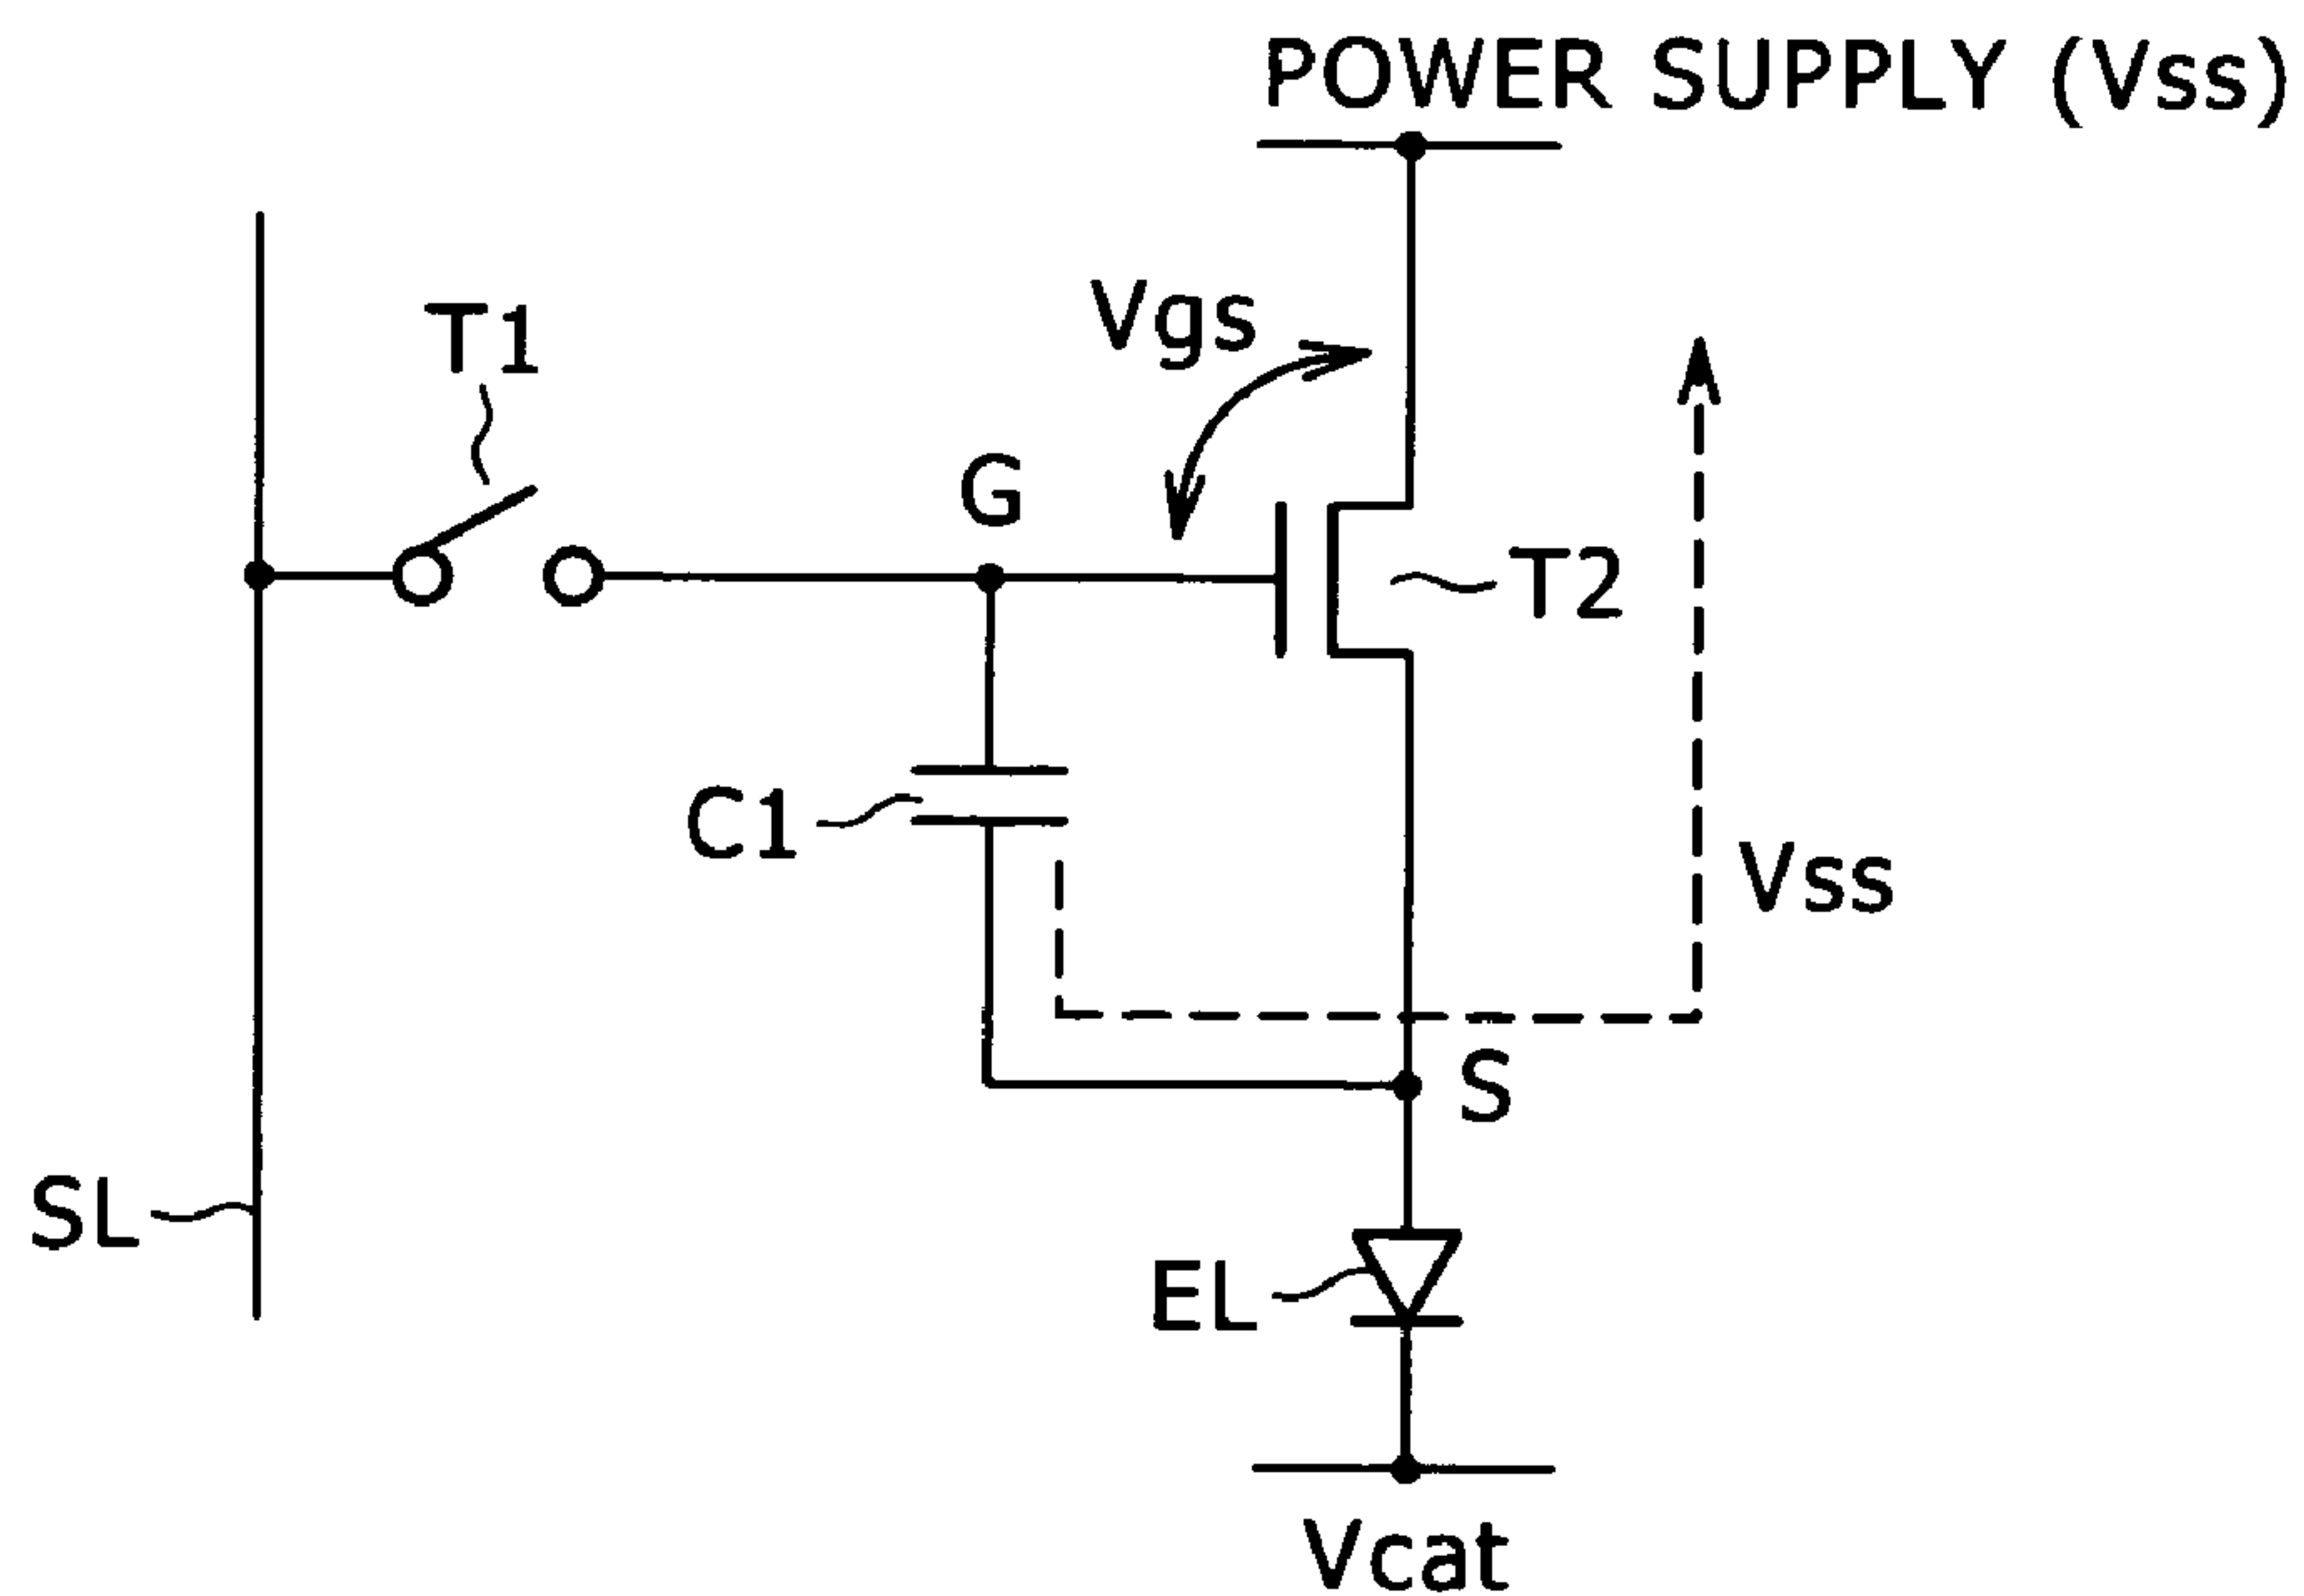 POWER SUPPLY (Vss)
Vgs
T1
G
T2
C1
Vss
S
SL
EL
Vcat